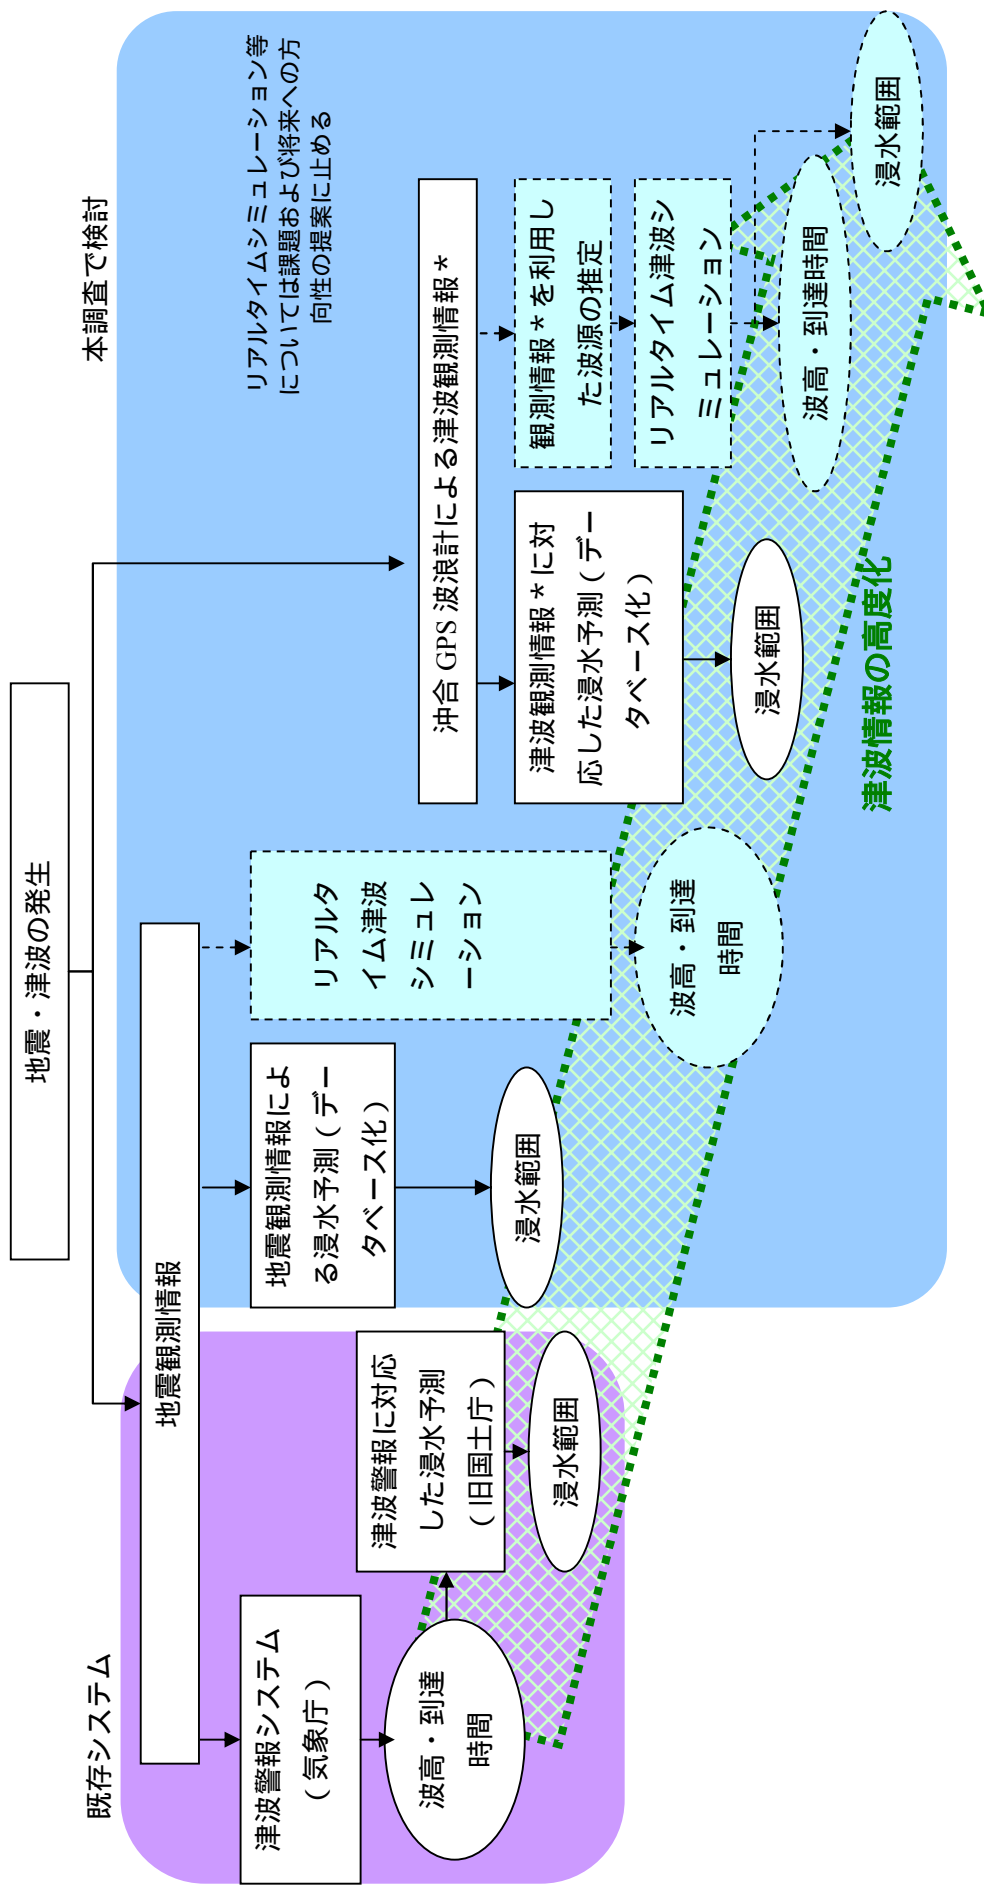 地震・津波の発生
既存システム
本調査で検討
地震観測情報
リアルタイムシミュレーション等
については課題および将来への方
向性の提案に止める
津波警報システム
(気象庁)
波高・到達
時間
津波警報に対応
した浸水予測
(旧国土庁)
浸水範囲
地震観測情報によ
る浸水予測(デー
タベース化)
浸水範囲
リアルタ
イム津波
シミュレ
ーション
波高・到達
時間
沖合 GPS 波浪計による津波観測情報*
津波観測情報*に対
応した浸水予測(デー
タベース化)
浸水範囲
観測情報*を利用し
た波源の推定
リアルタイム津波シ
ミュレーション
波高・到達時間
浸水範囲
津波情報の高度化